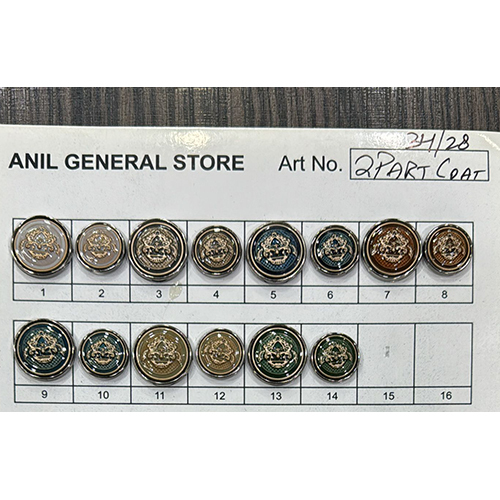 34/28
ANIL GENERAL STORE Art No. 2PART COAT
1 2 3 4 5 6 7 8
9 10 11 12 13 14 15 16